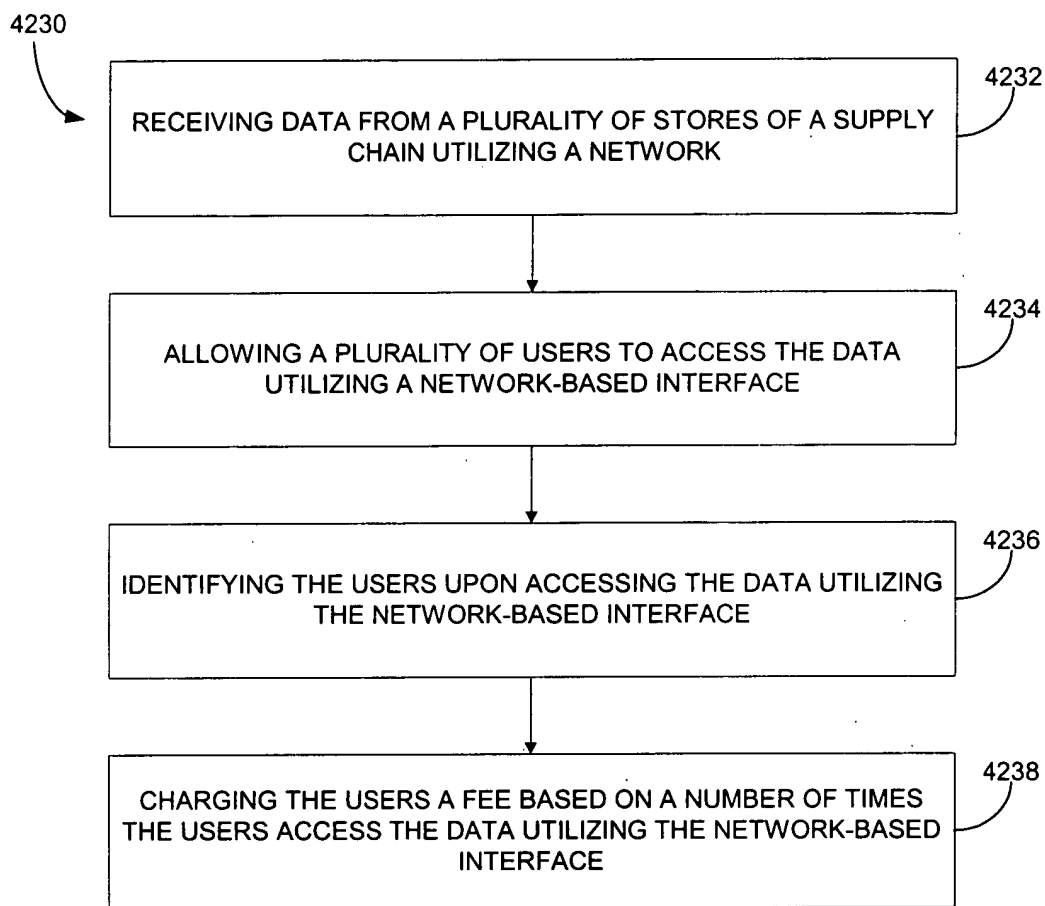 4230
4232
RECEIVING DATA FROM A PLURALITY OF STORES OF A SUPPLY
CHAIN UTILIZING A NETWORK
4234
ALLOWING A PLURALITY OF USERS TO ACCESS THE DATA
UTILIZING A NETWORK-BASED INTERFACE
4236
IDENTIFYING THE USERS UPON ACCESSING THE DATA UTILIZING
THE NETWORK-BASED INTERFACE
4238
CHARGING THE USERS A FEE BASED ON A NUMBER OF TIMES
THE USERS ACCESS THE DATA UTILIZING THE NETWORK-BASED
INTERFACE